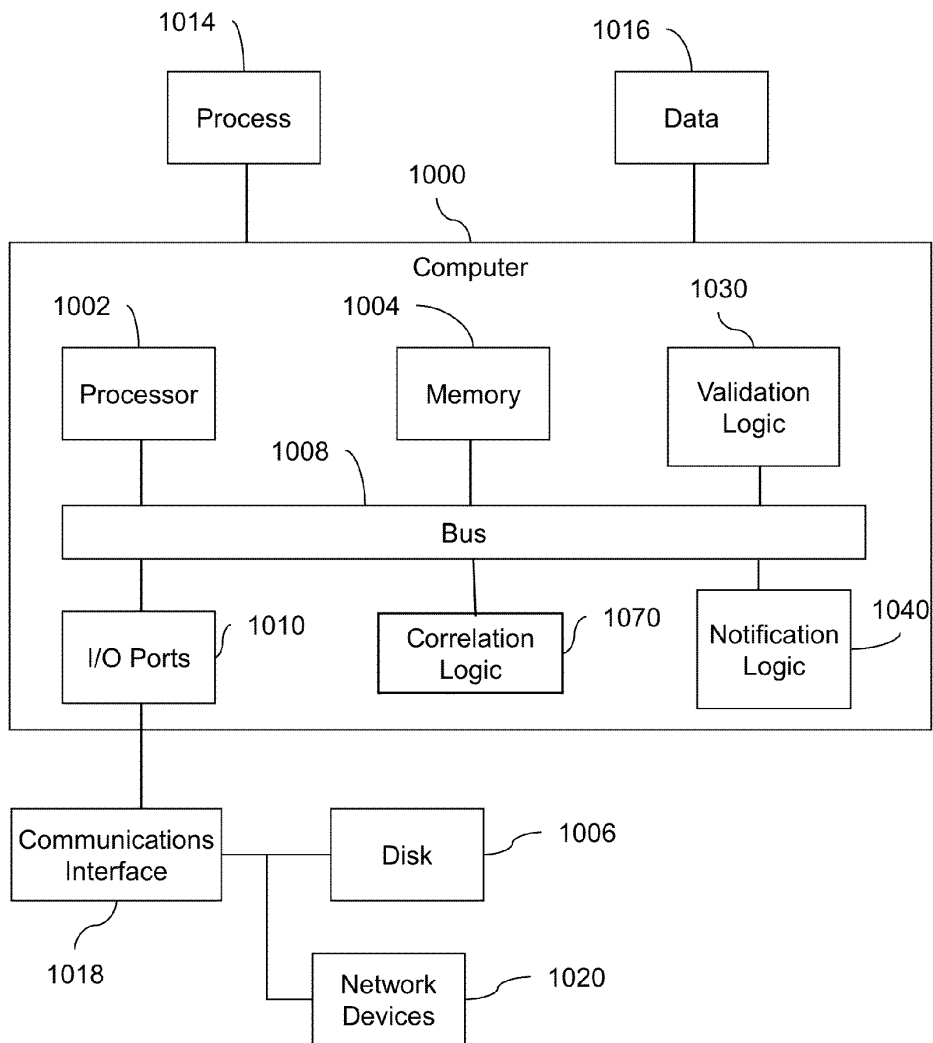 1014
1016
Process
Data
1000
Computer
1002
1004
1030
Processor
Memory
Validation
Logic
1008
Bus
I/O Ports
1010
Correlation
Logic
1070
Notification
Logic
1040
Communications
Interface
Disk
1006
1018
Network
Devices
1020